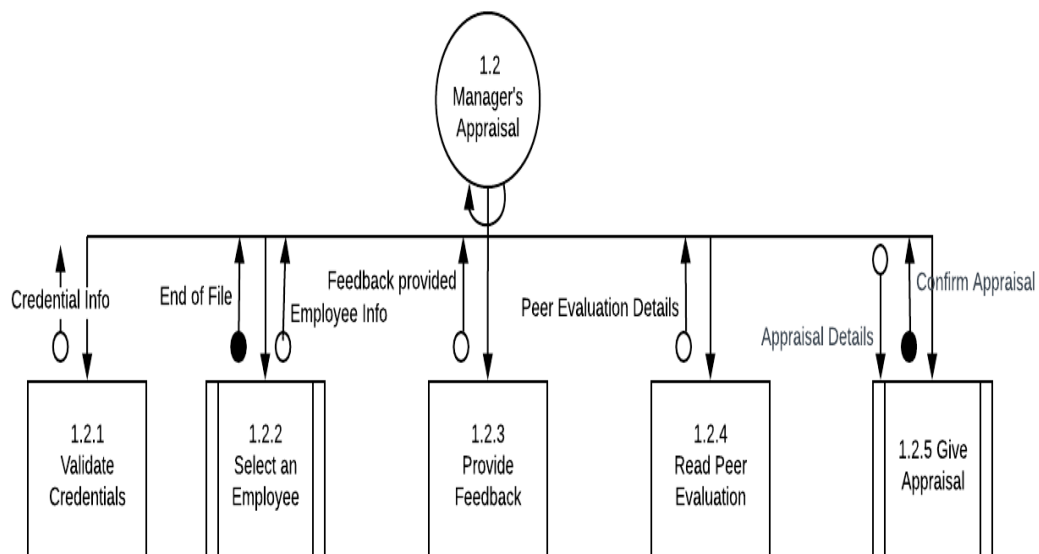 1.2
Manager's
Appraisal
Credential Info
End of File
Employee Info
Feedback provided
Peer Evaluation Details
Appraisal Details
Confirm Appraisal
1.2.1
Validate
Credentials
1.2.2
Select an
Employee
1.2.3
Provide
Feedback
1.2.4
Read Peer
Evaluation
1.2.5 Give
Appraisal